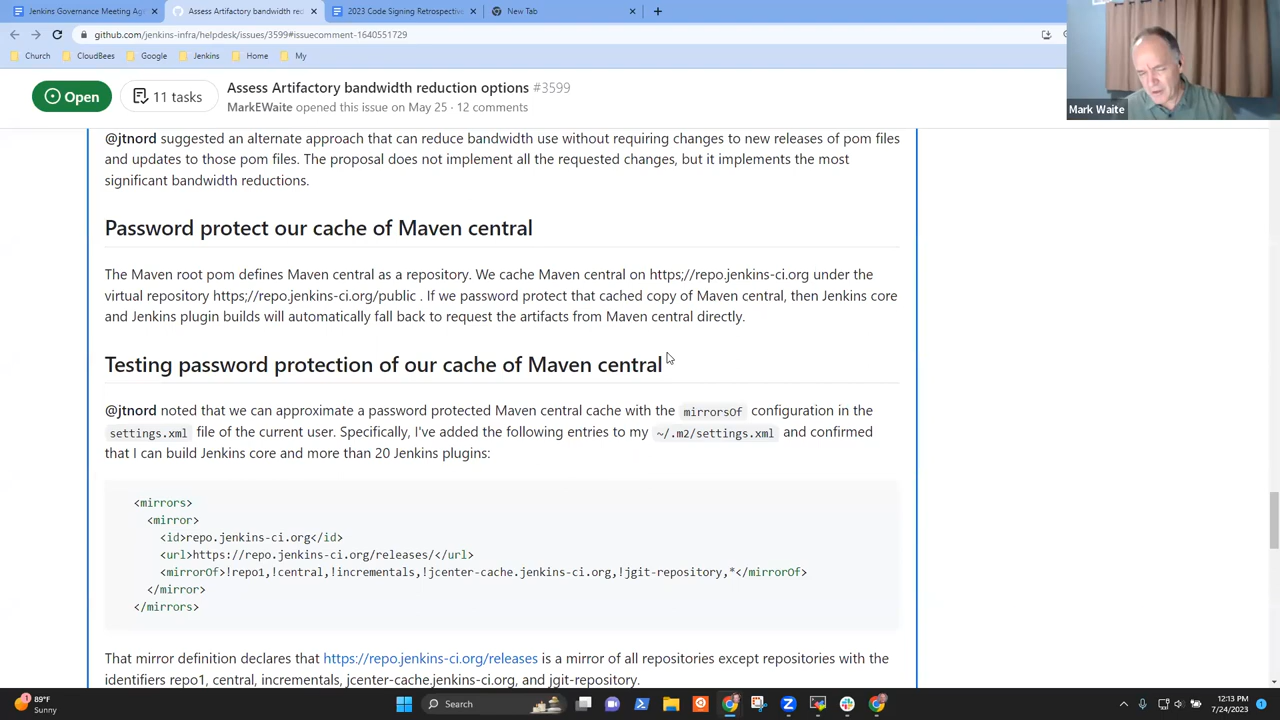 Jenkins Governance Meeting Ag
Assess Artifactory bandwidth red
2023 Code Signing Retrospective
New Tab
github.com/jenkins-infra/helpdesk/issues/3599#issuecomment-1640551729
Church
CloudBees
Google
Jenkins
Home
My
Mark Waite
Open
11 tasks
Assess Artifactory bandwidth reduction options #3599
MarkEWaite opened this issue on May 25 · 12 comments
@jtnord suggested an alternate approach that can reduce bandwidth use without requiring changes to new releases of pom files
and updates to those pom files. The proposal does not implement all the requested changes, but it implements the most
significant bandwidth reductions.
Password protect our cache of Maven central
The Maven root pom defines Maven central as a repository. We cache Maven central on https;//repo.jenkins-ci.org under the
virtual repository https;//repo.jenkins-ci.org/public . If we password protect that cached copy of Maven central, then Jenkins core
and Jenkins plugin builds will automatically fall back to request the artifacts from Maven central directly.
Testing password protection of our cache of Maven central
@jtnord noted that we can approximate a password protected Maven central cache with the mirrorsOf configuration in the
settings.xml file of the current user. Specifically, I've added the following entries to my ~/.m2/settings.xml and confirmed
that I can build Jenkins core and more than 20 Jenkins plugins:
<mirrors>
<mirror>
<id>repo.jenkins-ci.org</id>
<url>https://repo.jenkins-ci.org/releases/</url>
<mirrorOf>!repo1,!central,!incrementals,!jcenter-cache.jenkins-ci.org,!jgit-repository,*</mirrorOf>
</mirror>
</mirrors>
That mirror definition declares that https://repo.jenkins-ci.org/releases is a mirror of all repositories except repositories with the
identifiers repo1, central, incrementals, jcenter-cache.jenkins-ci.org, and jgit-repository.
89°F
Sunny
Search
12:13 PM
7/24/2023